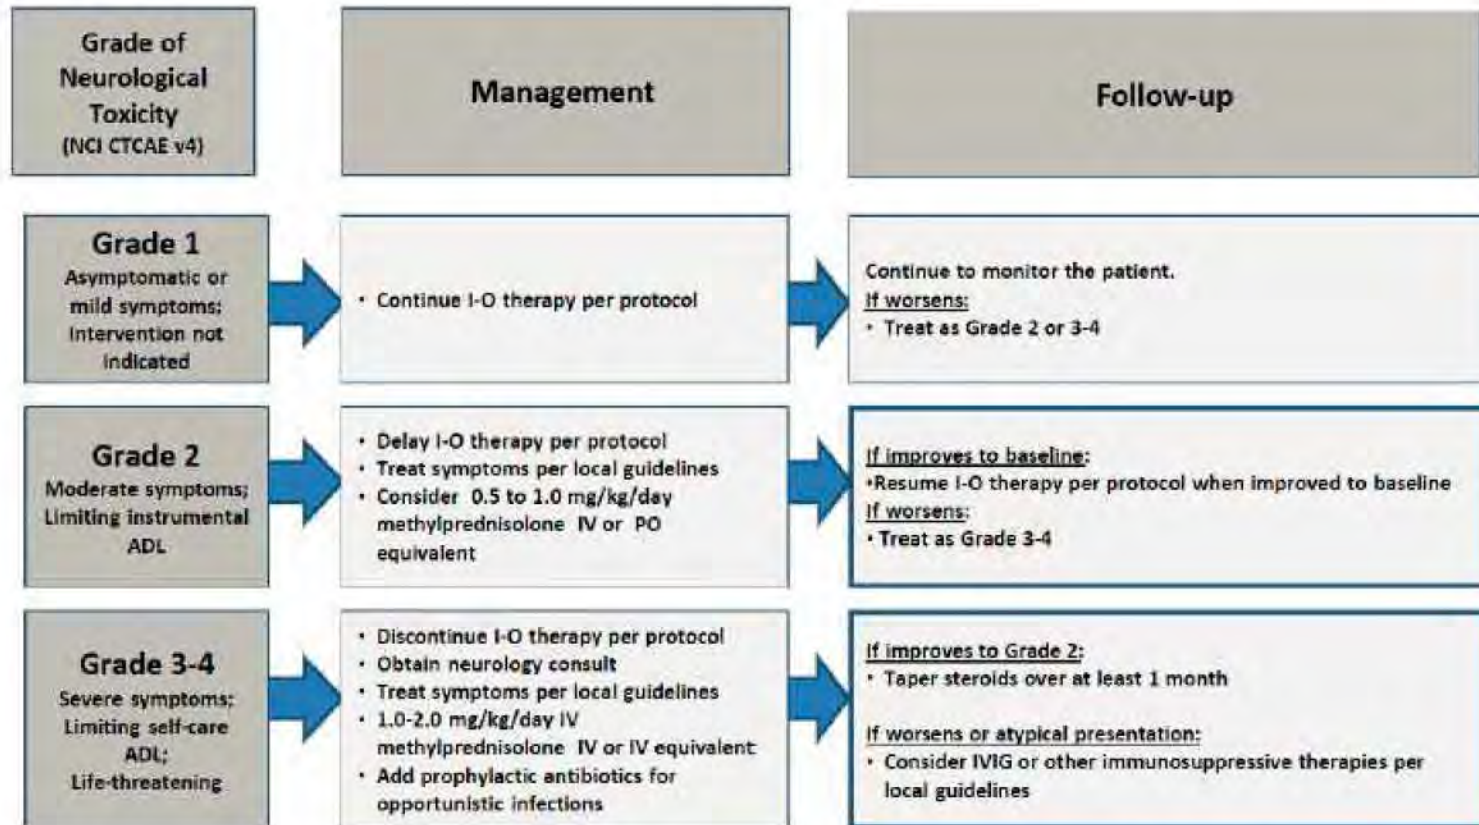 Grade of
Neurological
Toxicity
(NCI CTCAE v4)
Management
Follow-up
Grade 1
Asymptomatic or
mild symptoms;
Intervention not
indicated
• Continue I-O therapy per protocol
Continue to monitor the patient.
If worsens:
• Treat as Grade 2 or 3-4
Grade 2
Moderate symptoms;
Limiting instrumental
ADL
• Delay I-O therapy per protocol
• Treat symptoms per local guidelines
• Consider 0.5 to 1.0 mg/kg/day
methylprednisolone IV or PO
equivalent
If improves to baseline:
•Resume I-O therapy per protocol when improved to baseline
If worsens:
• Treat as Grade 3-4
Grade 3-4
Severe symptoms;
Limiting self-care
ADL;
Life-threatening
• Discontinue I-O therapy per protocol
• Obtain neurology consult
• Treat symptoms per local guidelines
• 1.0-2.0 mg/kg/day IV
methylprednisolone IV or IV equivalent
• Add prophylactic antibiotics for
opportunistic infections
If improves to Grade 2:
• Taper steroids over at least 1 month
If worsens or atypical presentation:
• Consider IVIG or other immunosuppressive therapies per
local guidelines